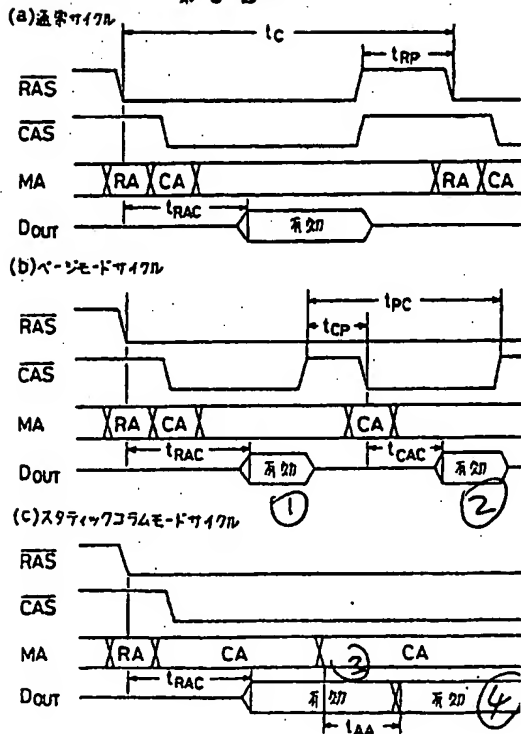 (a)通常サイクル
tC
tRP
RAS
CAS
MA RA CA RA CA
tRAC
DOUT 有効
(b)ページモードサイクル
tPC
tCP
RAS
CAS
MA RA CA CA
tRAC tCAC
DOUT 有効 有効
① ②
(c)スタティックコラムモードサイクル
RAS
CAS
MA RA CA ③ CA
tRAC
DOUT 有効 有効 ④
tAA